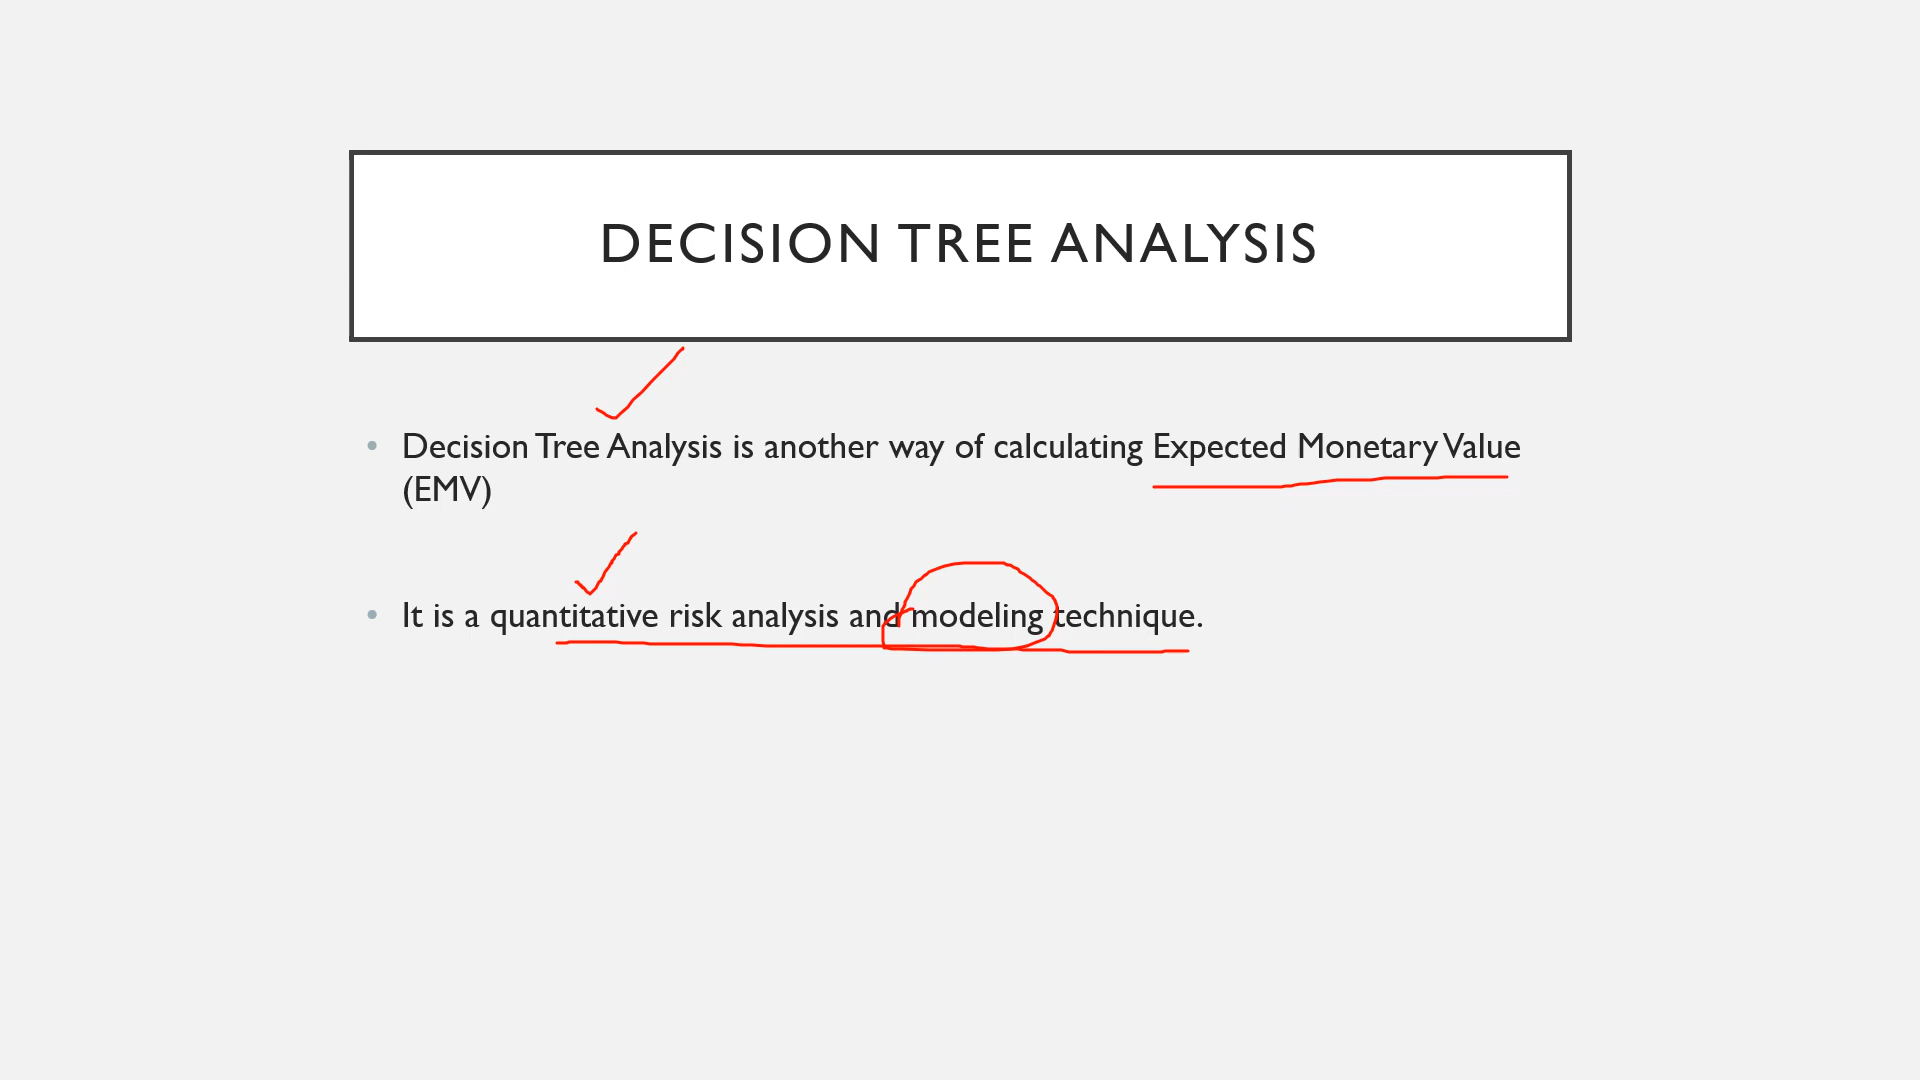 DECISION TREE ANALYSIS
• Decision Tree Analysis is another way of calculating Expected Monetary Value
(EMV)
• It is a quantitative risk analysis and modeling technique.